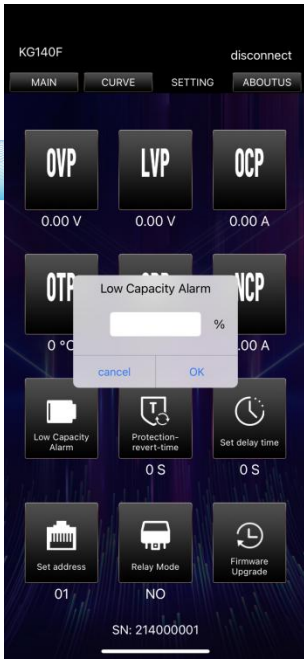 KG140F
disconnect
MAIN CURVE SETTING ABOUTUS
OVP LVP OCP
0.00 V 0.00 V 0.00 A
OTP NCP
Low Capacity Alarm
%
0 °C .00 A
cancel OK
Low Capacity
Alarm
Protection-
revert-time
Set delay time
0 S 0 S
Set address
Relay Mode
Firmware
Upgrade
01 NO
SN: 214000001